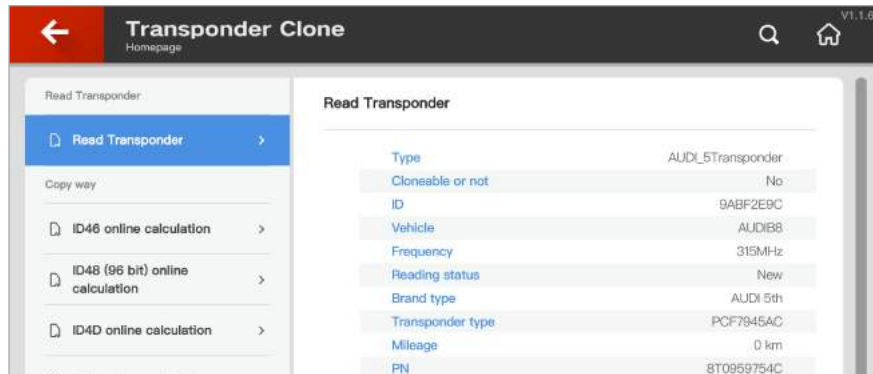 Transponder Clone
Homepage
V1.1.6
Read Transponder
Read Transponder
Copy way
ID46 online calculation
ID48 (96 bit) online
calculation
ID4D online calculation
Read Transponder
Type AUDI_5Transponder
Cloneable or not No
ID 9ABF2E9C
Vehicle AUDIB8
Frequency 315MHz
Reading status New
Brand type AUDI 5th
Transponder type PCF7945AC
Mileage 0 km
PN 8T0959754C